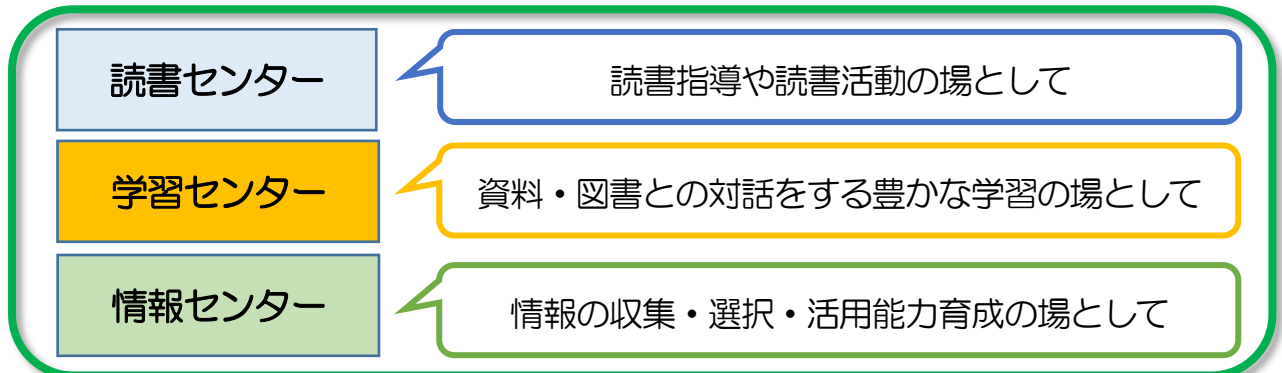 読書センター
読書指導や読書活動の場として
学習センター
資料・図書との対話をする豊かな学習の場として
情報センター
情報の収集・選択・活用能力育成の場として